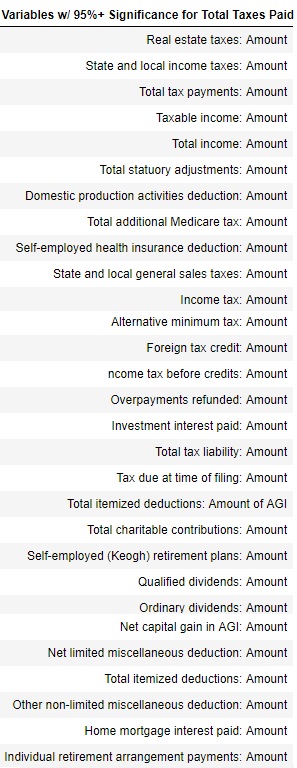 Variables w/ 95%+ Significance for Total Taxes Paid
Real estate taxes: Amount
State and local income taxes: Amount
Total tax payments: Amount
Taxable income: Amount
Total income: Amount
Total statuory adjustments: Amount
Domestic production activities deduction: Amount
Total additional Medicare tax: Amount
Self-employed health insurance deduction: Amount
State and local general sales taxes: Amount
Income tax: Amount
Alternative minimum tax: Amount
Foreign tax credit: Amount
ncome tax before credits: Amount
Overpayments refunded: Amount
Investment interest paid: Amount
Total tax liability: Amount
Tax due at time of filing: Amount
Total itemized deductions: Amount of AGI
Total charitable contributions: Amount
Self-employed (Keogh) retirement plans: Amount
Qualified dividends: Amount
Ordinary dividends: Amount
Net capital gain in AGI: Amount
Net limited miscellaneous deduction: Amount
Total itemized deductions: Amount
Other non-limited miscellaneous deduction: Amount
Home mortgage interest paid: Amount
Individual retirement arrangement payments: Amount